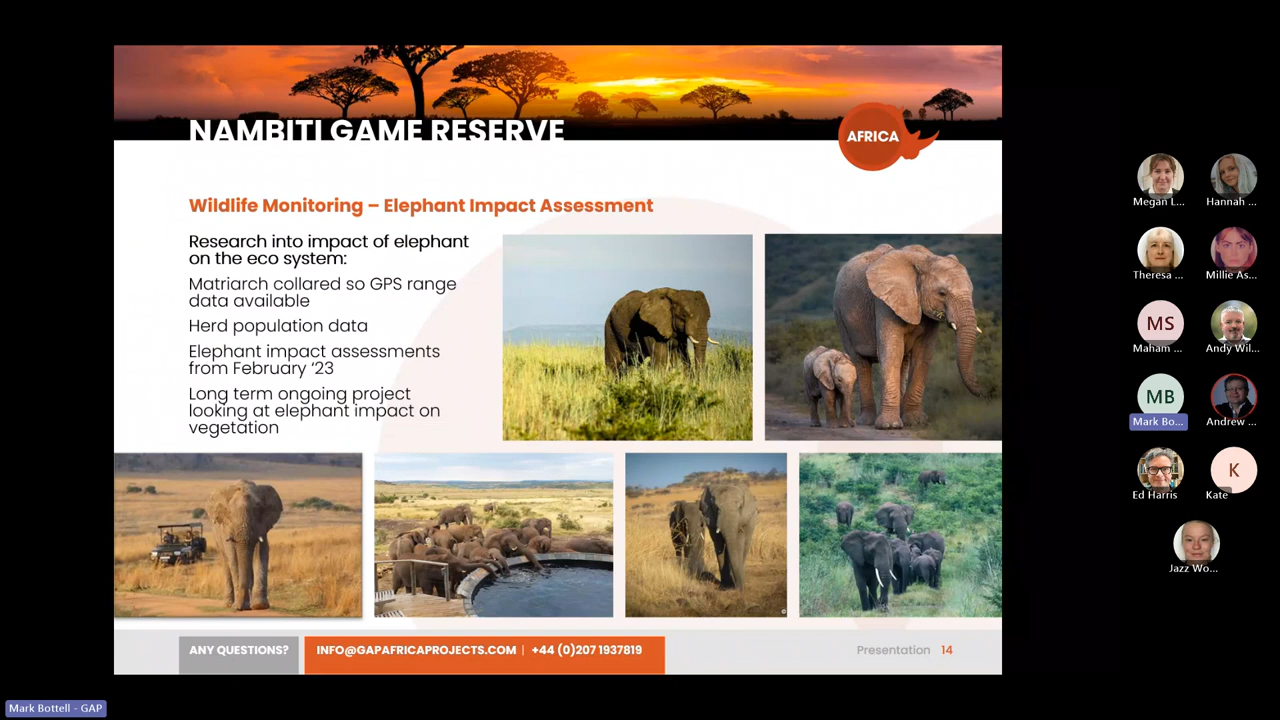 NAMBITI GAME RESERVE
AFRICA
Wildlife Monitoring – Elephant Impact Assessment
Research into impact of elephant
on the eco system:
Matriarch collared so GPS range
data available
Herd population data
Elephant impact assessments
from February ‘23
Long term ongoing project
looking at elephant impact on
vegetation
ANY QUESTIONS?
INFO@GAPAFRICAPROJECTS.COM | +44 (0)207 1937819
Presentation 14
Megan L...
Hannah ...
Theresa ...
Millie As...
MS
Maham ...
Andy Wil...
MB
Mark Bo...
Andrew ...
Ed Harris
K
Kate
Jazz Wo...
Mark Bottell - GAP